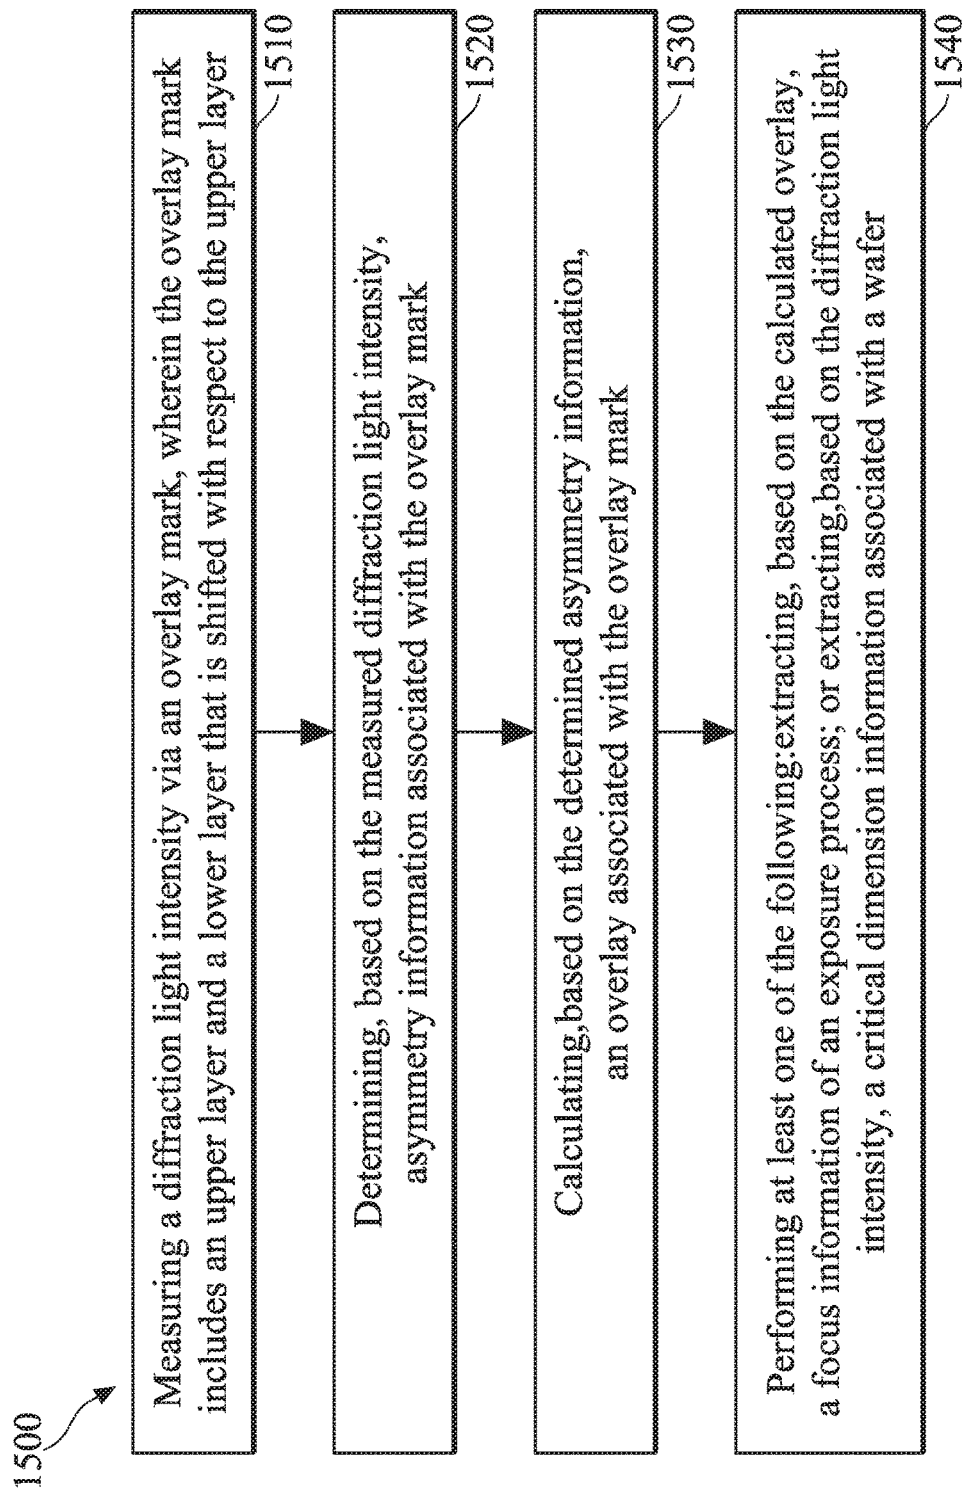 1500
Measuring a diffraction light intensity via an overlay mark, wherein the overlay mark
includes an upper layer and a lower layer that is shifted with respect to the upper layer
1510
Determining, based on the measured diffraction light intensity,
asymmetry information associated with the overlay mark
1520
Calculating,based on the determined asymmetry information,
an overlay associated with the overlay mark
1530
Performing at least one of the following:extracting, based on the calculated overlay,
a focus information of an exposure process; or extracting,based on the diffraction light
intensity, a critical dimension information associated with a wafer
1540